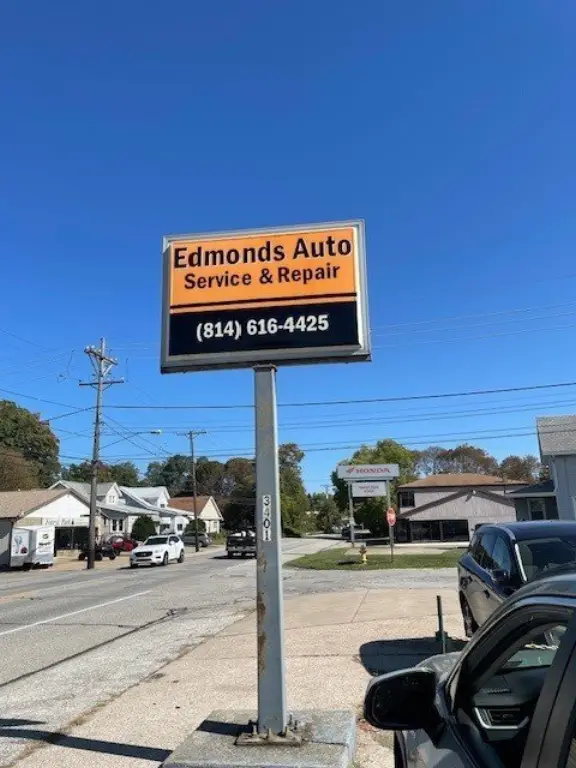 Edmonds Auto
Service & Repair
(814) 616-4425
3401
HONDA